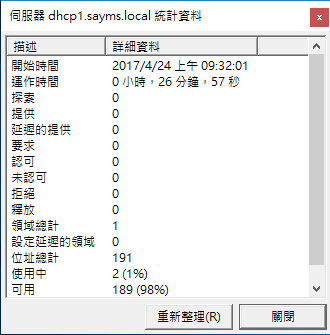 伺服器 dhcp1.sayms.local 統計資料
描述 詳細資料
開始時間 2017/4/24 上午 09:32:01
運作時間 0 小時，26 分鐘，57 秒
探索 0
提供 0
延遲的提供 0
要求 0
認可 0
未認可 0
拒絕 0
釋放 0
領域總計 1
設定延遲的領域 0
位址總計 191
使用中 2 (1%)
可用 189 (98%)
重新整理(R) 關閉